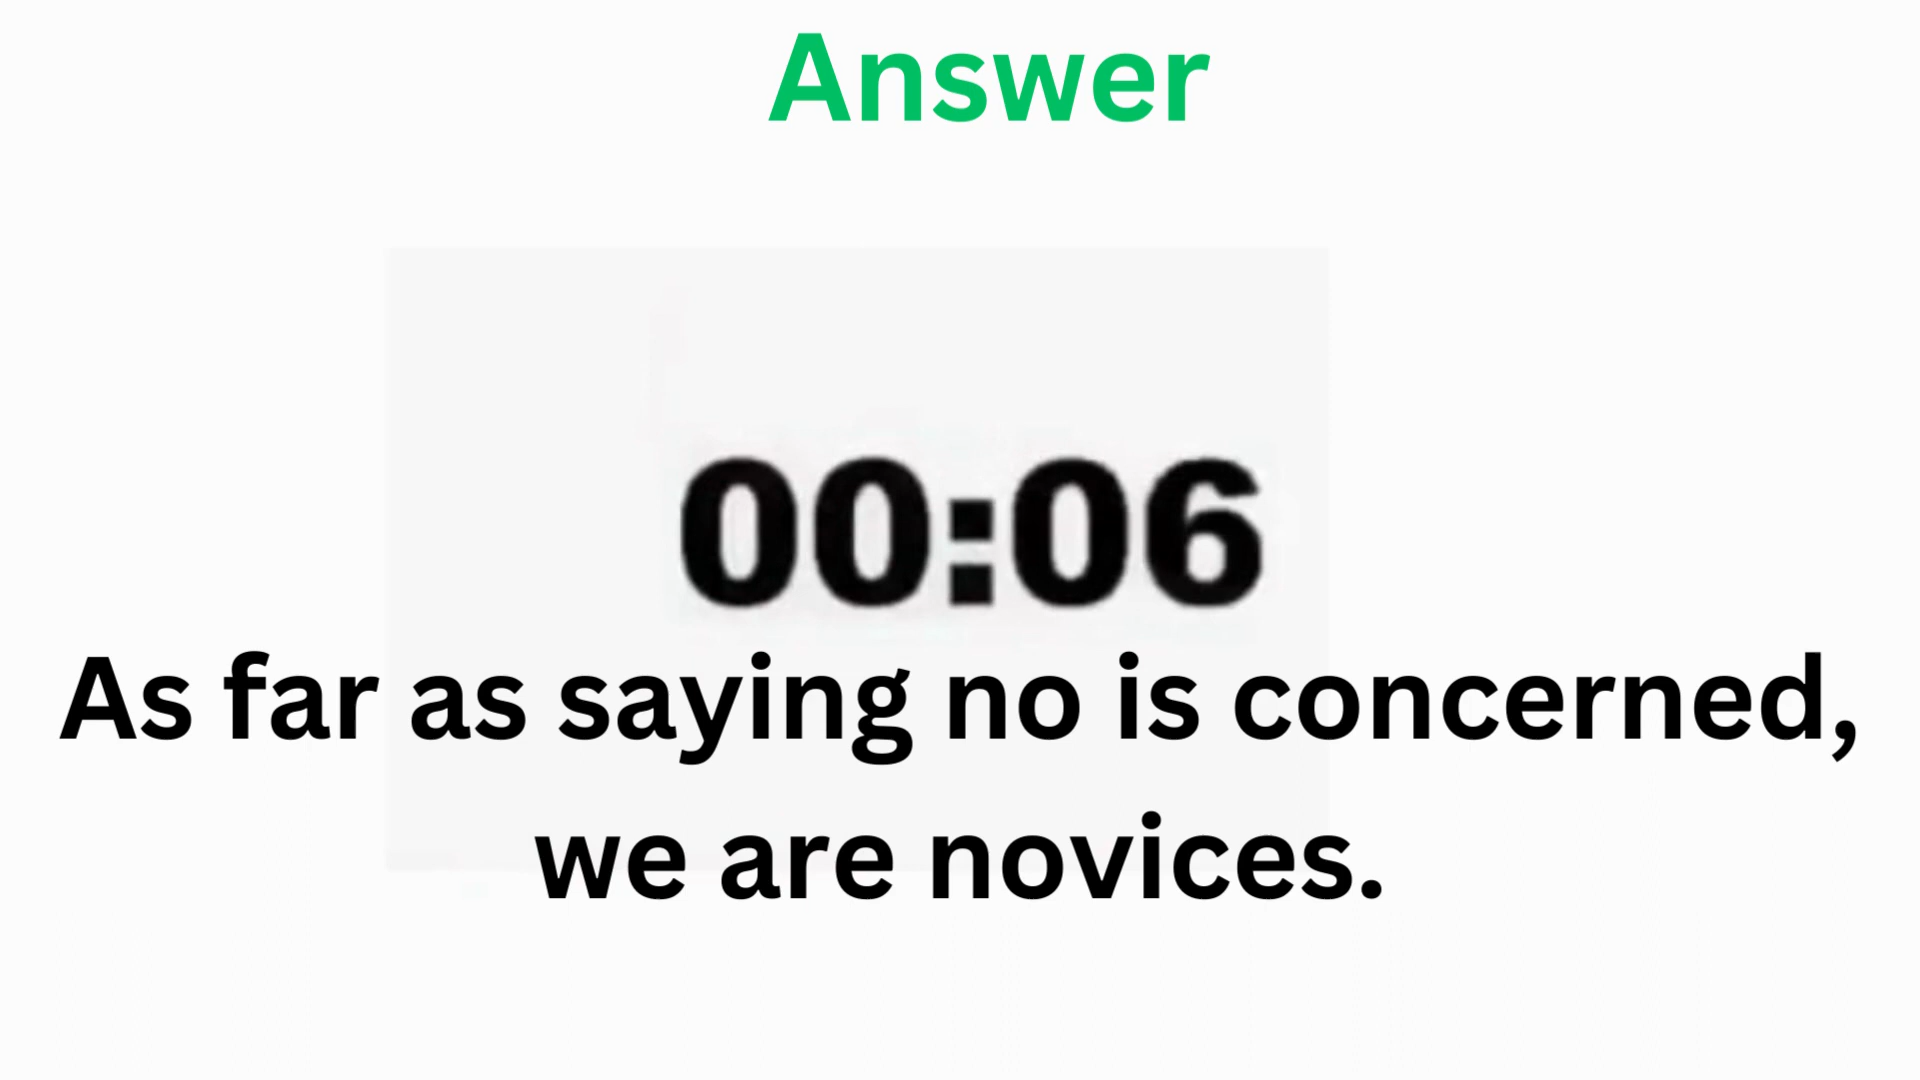 Answer
00:06
As far as saying no is concerned,
we are novices.